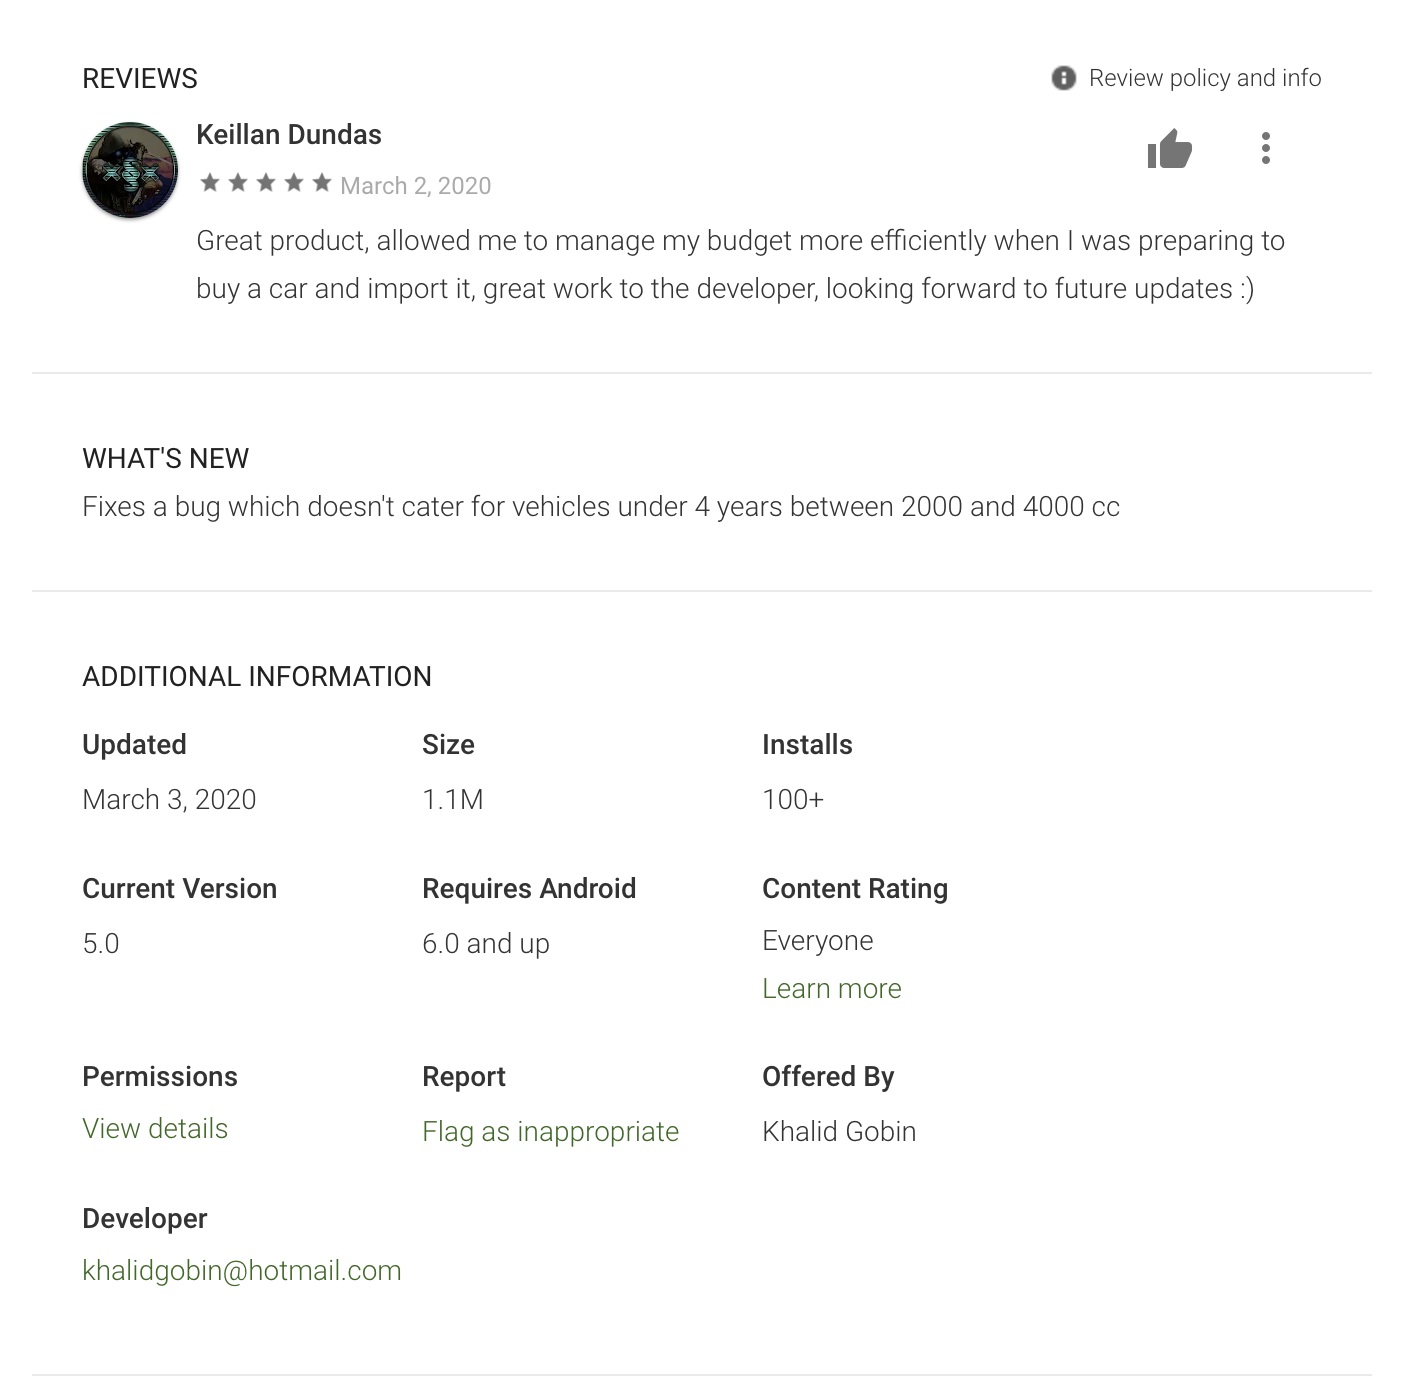 REVIEWS
Review policy and info
Keillan Dundas
March 2, 2020
Great product, allowed me to manage my budget more efficiently when I was preparing to
buy a car and import it, great work to the developer, looking forward to future updates :)
WHAT'S NEW
Fixes a bug which doesn't cater for vehicles under 4 years between 2000 and 4000 cc
ADDITIONAL INFORMATION
Updated
March 3, 2020
Size
1.1M
Installs
100+
Current Version
5.0
Requires Android
6.0 and up
Content Rating
Everyone
Learn more
Permissions
View details
Report
Flag as inappropriate
Offered By
Khalid Gobin
Developer
khalidgobin@hotmail.com